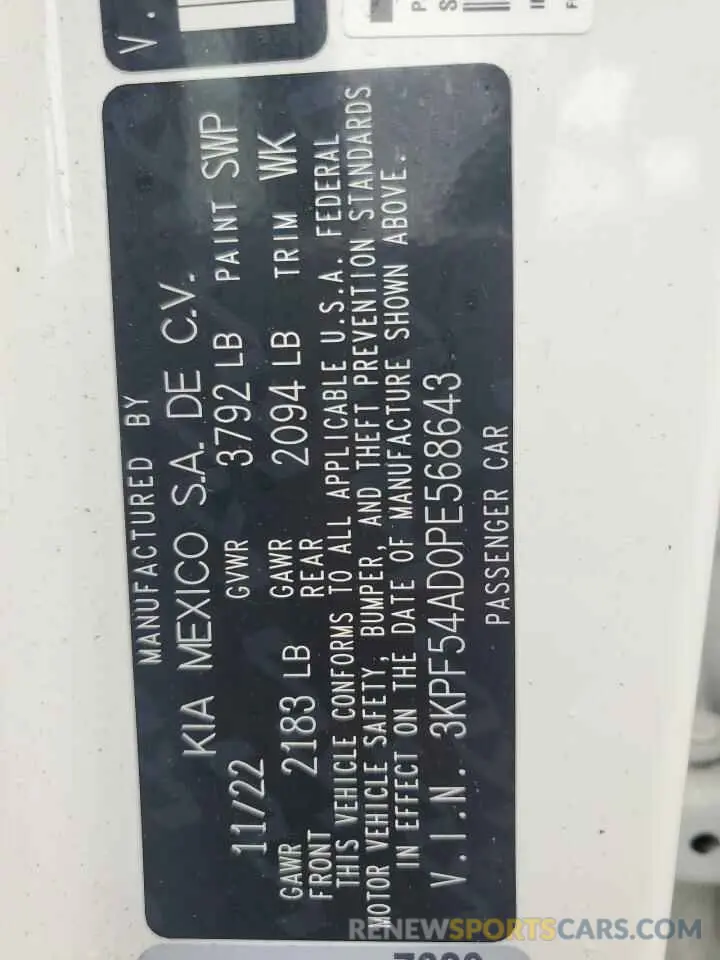 MANUFACTURED BY
KIA MEXICO S.A. DE C.V.
11/22 GVWR 3792 LB PAINT SWP
GAWR FRONT 2183 LB GAWR REAR 2094 LB TRIM WK
THIS VEHICLE CONFORMS TO ALL APPLICABLE U.S.A. FEDERAL
MOTOR VEHICLE SAFETY, BUMPER, AND THEFT PREVENTION STANDARDS
IN EFFECT ON THE DATE OF MANUFACTURE SHOWN ABOVE.
V.I.N. 3KPF54AD0PE568643
PASSENGER CAR
V.
RENEWSPORTSCARS.COM